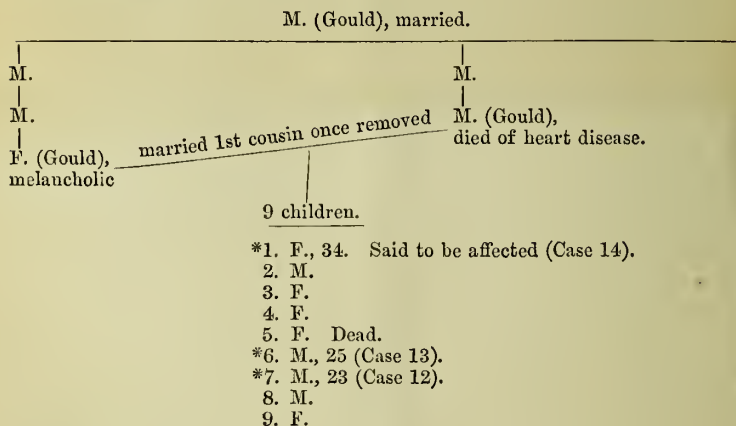 M. (Gould), married.
M. M.
M. married 1st cousin once removed M. (Gould),
died of heart disease.
F. (Gould),
melancholic
9 children.
*1. F., 34. Said to be affected (Case 14).
2. M.
3. F.
4. F.
5. F. Dead.
*6. M., 25 (Case 13).
*7. M., 23 (Case 12).
8. M.
9. F.